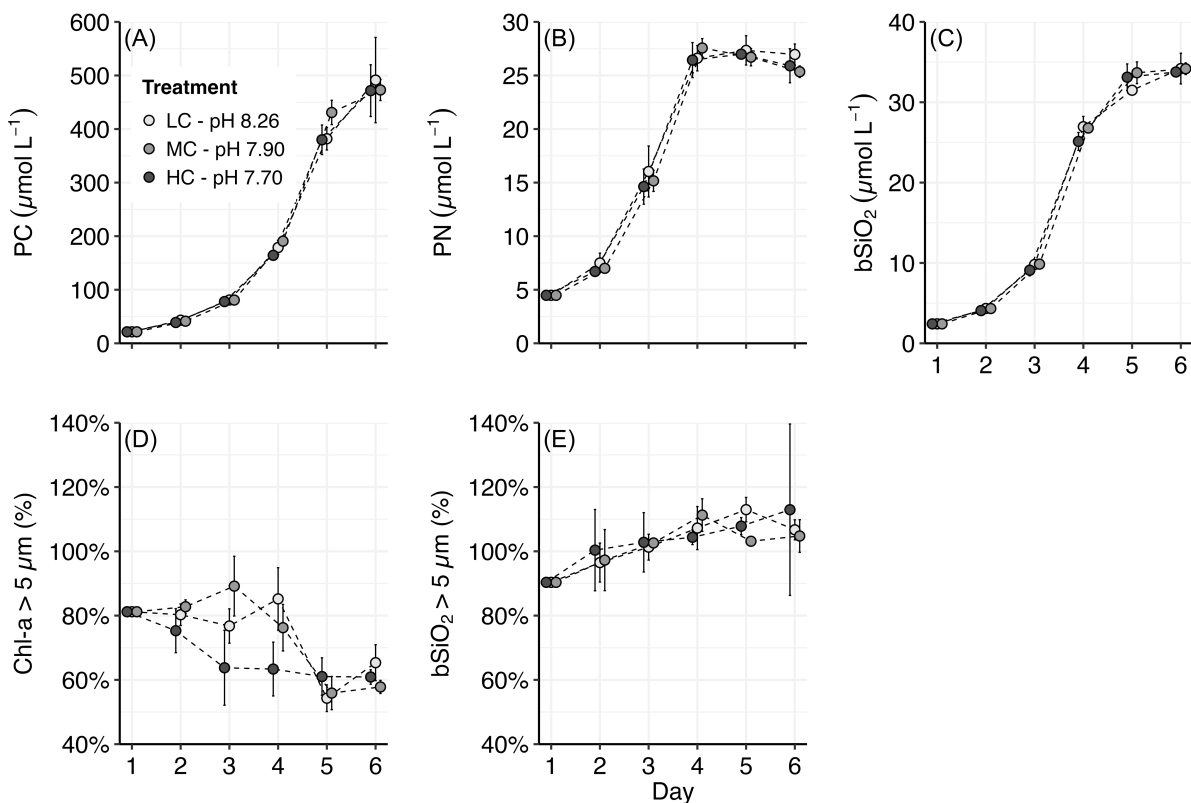 (A)
PC (µmol L⁻¹)
600
500
400
300
200
100
0
Treatment
LC - pH 8.26
MC - pH 7.90
HC - pH 7.70
(B)
PN (µmol L⁻¹)
30
25
20
15
10
5
0
(C)
bSiO₂ (µmol L⁻¹)
40
30
20
10
0
1 2 3 4 5 6
(D)
Chl-a > 5 µm (%)
140%
120%
100%
80%
60%
40%
1 2 3 4 5 6
(E)
bSiO₂ > 5 µm (%)
140%
120%
100%
80%
60%
40%
1 2 3 4 5 6
Day